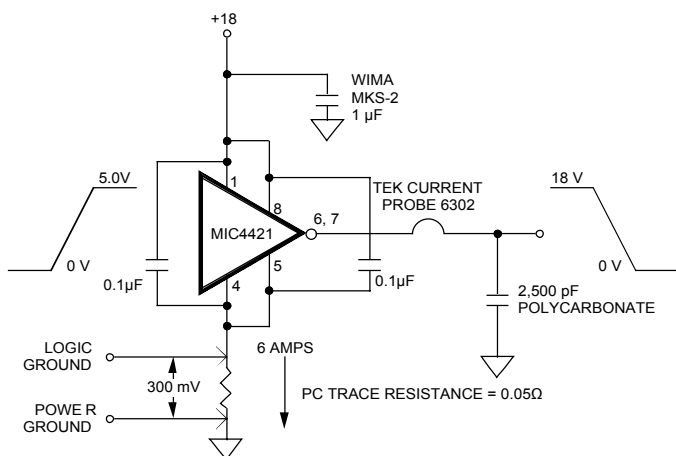 +18
WIMA
MKS-2
1 µF
5.0V
0 V
0.1µF
1
8
MIC4421
6, 7
5
4
0.1µF
TEK CURRENT
PROBE 6302
18 V
0 V
2,500 pF
POLYCARBONATE
LOGIC
GROUND
300 mV
POWE R
GROUND
6 AMPS
PC TRACE RESISTANCE = 0.05Ω